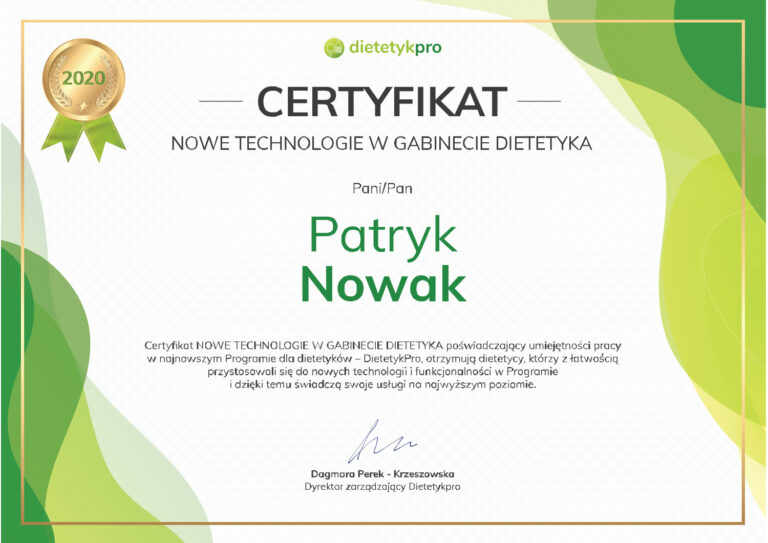 dietetykpro
2020
CERTYFIKAT
NOWE TECHNOLOGIE W GABINECIE DIETETYKA
Pani/Pan
Patryk
Nowak
Certyfikat NOWE TECHNOLOGIE W GABINECIE DIETETYKA poświadczający umiejętności pracy
w najnowszym Programie dla dietetyków – DietetykPro, otrzymują dietetycy, którzy z łatwością
przystosowali się do nowych technologii i funkcjonalności w Programie
i dzięki temu świadczą swoje usługi na najwyższym poziomie.
Dagmara Perek - Krzeszowska
Dyrektor zarządzający Dietetykpro